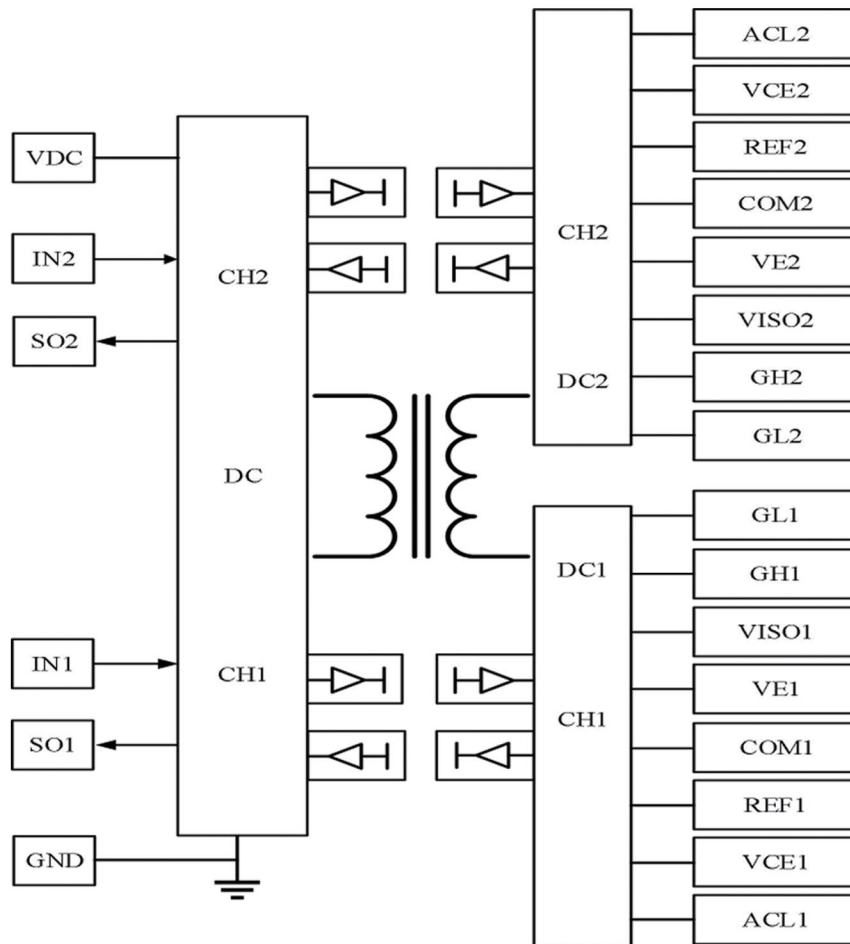 VDC
IN2
SO2
IN1
SO1
GND
CH2
DC
CH1
CH2
DC2
DC1
CH1
ACL2
VCE2
REF2
COM2
VE2
VISO2
GH2
GL2
GL1
GH1
VISO1
VE1
COM1
REF1
VCE1
ACL1